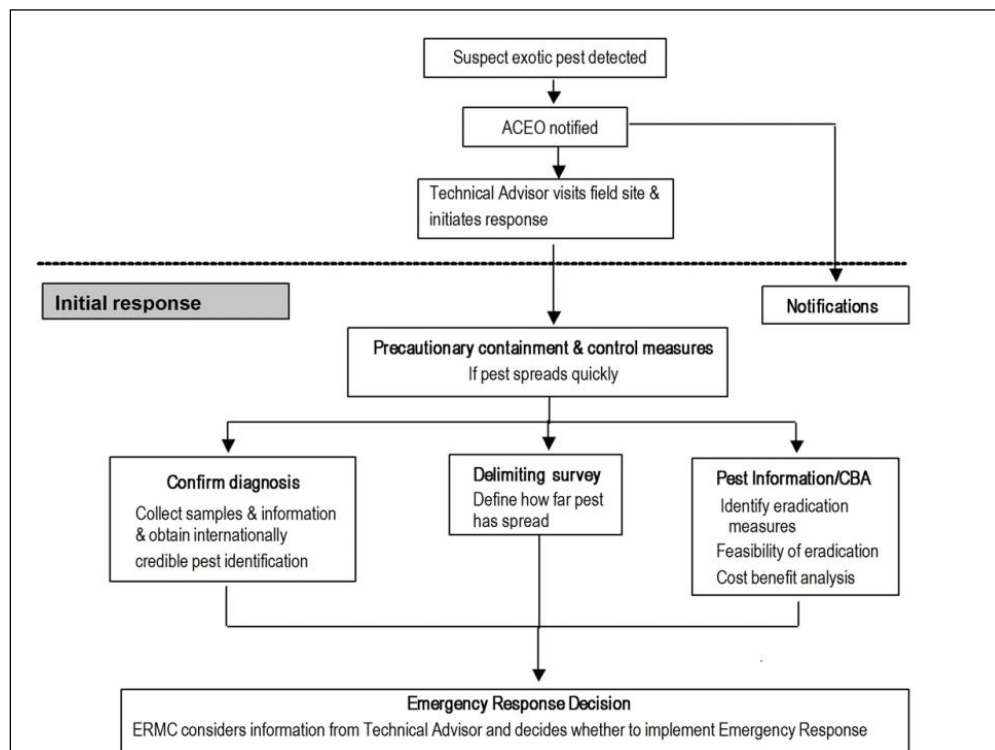 Suspect exotic pest detected
ACEO notified
Technical Advisor visits field site &
initiates response
Initial response
Notifications
Precautionary containment & control measures
If pest spreads quickly
Confirm diagnosis
Collect samples & information
& obtain internationally
credible pest identification
Delimiting survey
Define how far pest
has spread
Pest Information/CBA
Identify eradication
measures
Feasibility of eradication
Cost benefit analysis
Emergency Response Decision
ERMC considers information from Technical Advisor and decides whether to implement Emergency Response